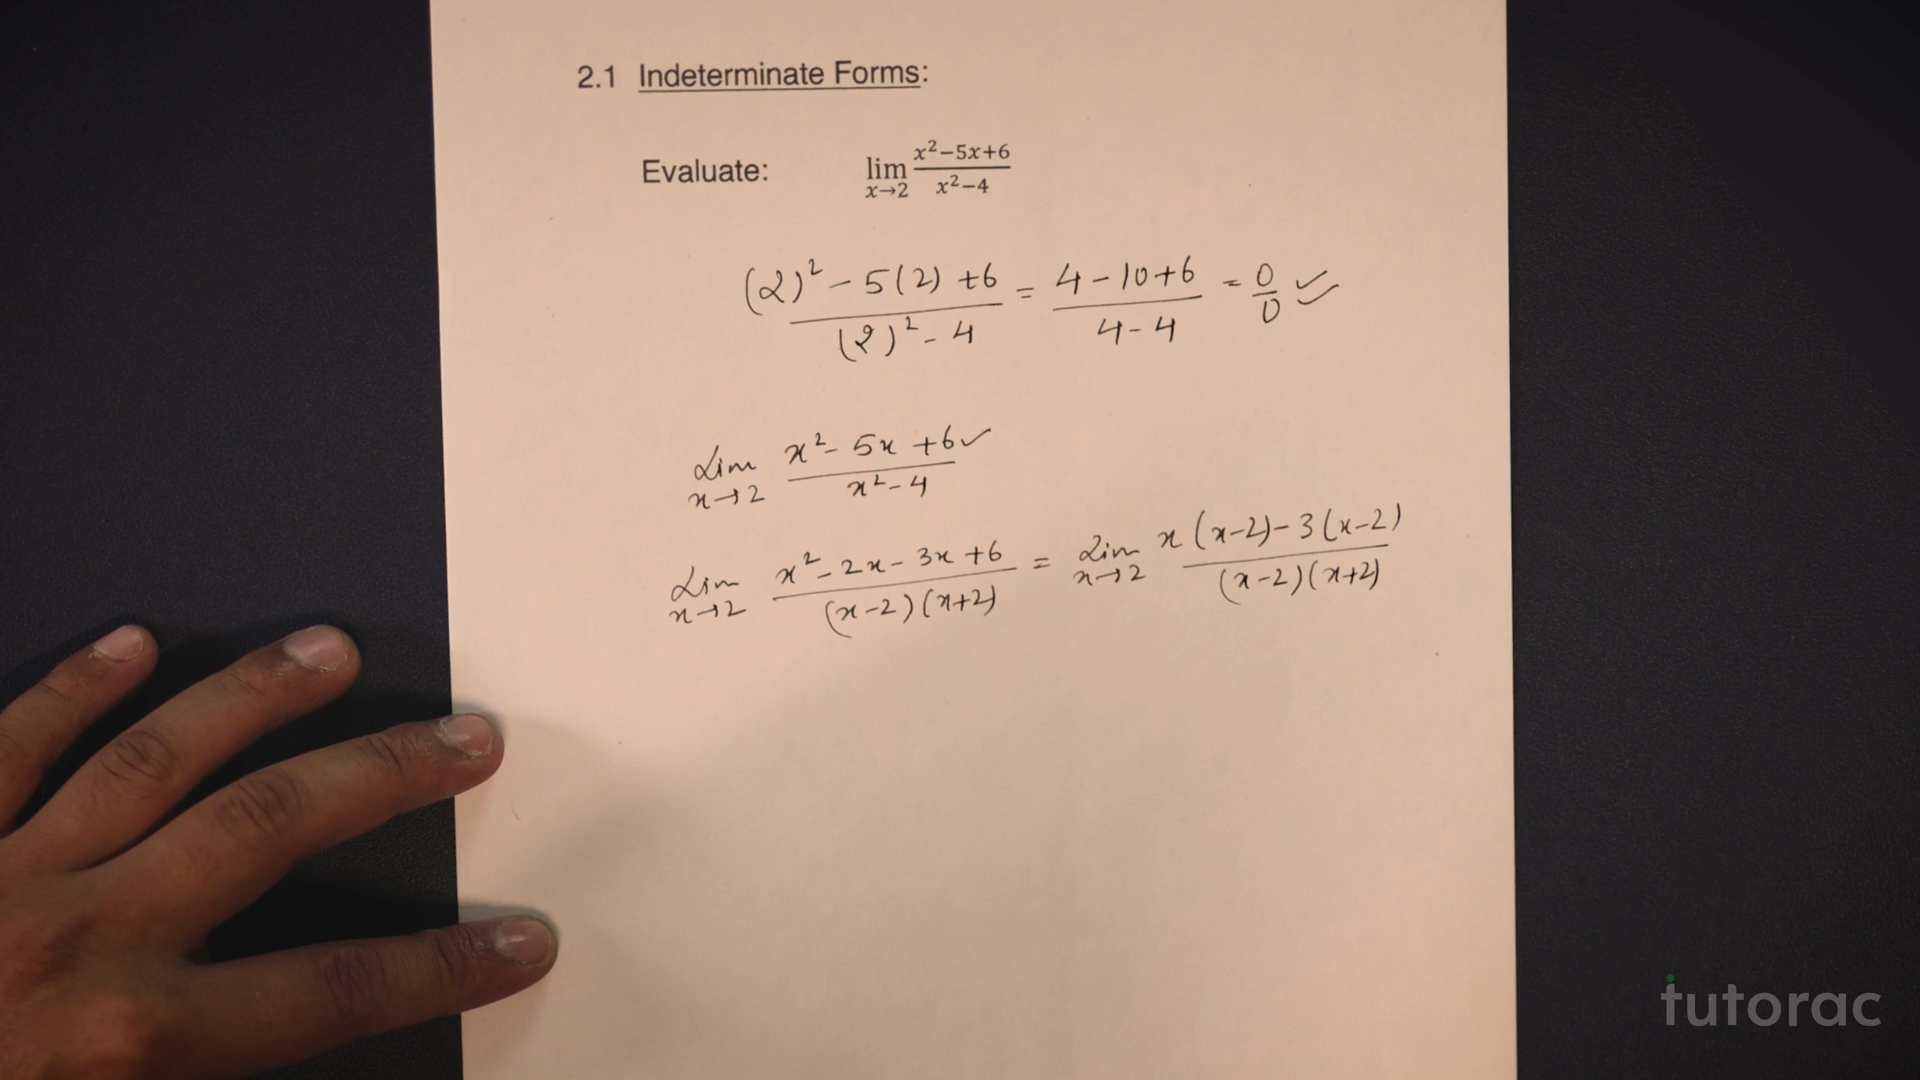 2.1 Indeterminate Forms:
Evaluate: lim x→2 (x²−5x+6)/(x²−4)
((2)² − 5(2) + 6)/((2)² − 4) = (4 − 10 + 6)/(4 − 4) = 0/0 ✓
Lim x→2 (x² − 5x + 6)/(x² − 4) ✓
Lim x→2 (x² − 2x − 3x + 6)/((x−2)(x+2)) = Lim x→2 (x(x−2) − 3(x−2))/((x−2)(x+2))
tutorac